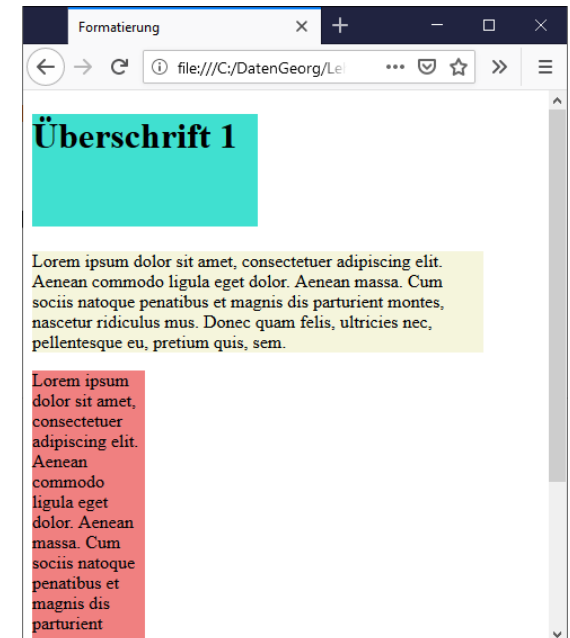 Formatierung
file:///C:/DatenGeorg/Lel
Überschrift 1
Lorem ipsum dolor sit amet, consectetuer adipiscing elit.
Aenean commodo ligula eget dolor. Aenean massa. Cum
sociis natoque penatibus et magnis dis parturient montes,
nascetur ridiculus mus. Donec quam felis, ultricies nec,
pellentesque eu, pretium quis, sem.
Lorem ipsum
dolor sit amet,
consectetuer
adipiscing elit.
Aenean
commodo
ligula eget
dolor. Aenean
massa. Cum
sociis natoque
penatibus et
magnis dis
parturient